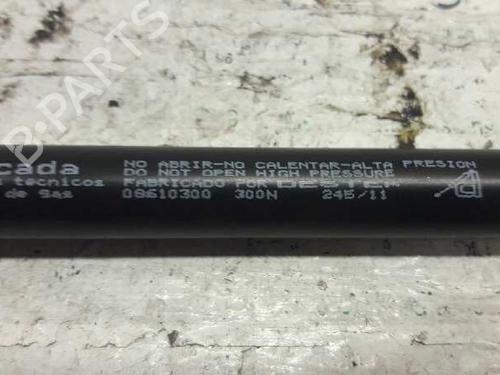 B-PARTS
cada
tecnicos
de Gas
NO ABRIR-NO CALENTAR-ALTA PRESION
DO NOT OPEN HIGH PRESSURE
FABRICADO POR
08610300 300N 245/11